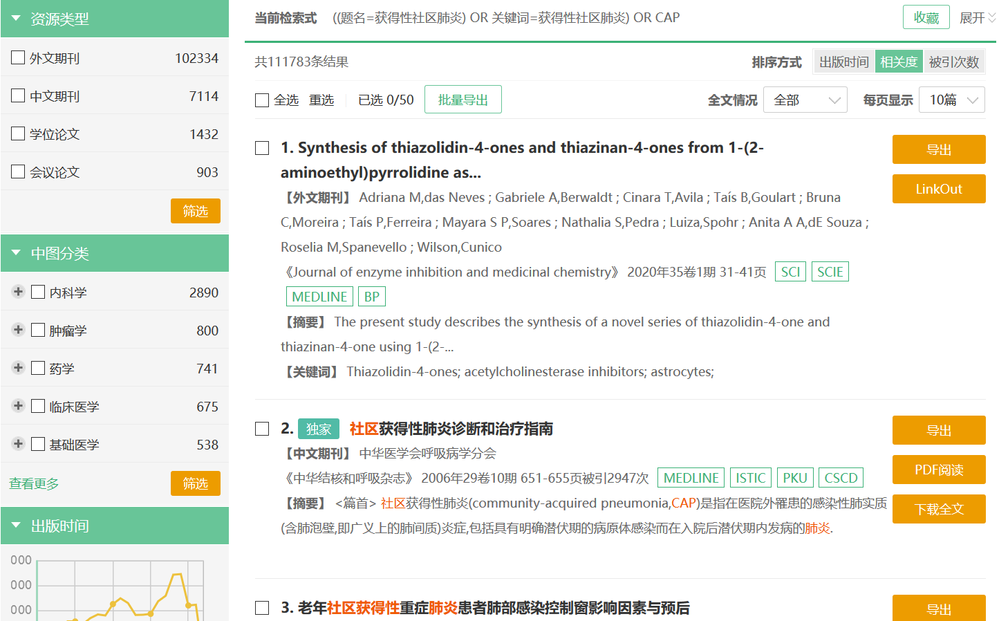 资源类型
外文期刊 102334
中文期刊 7114
学位论文 1432
会议论文 903
筛选
中图分类
内科学 2890
肿瘤学 800
药学 741
临床医学 675
基础医学 538
查看更多 筛选
出版时间
000
000
000
当前检索式 ((题名=获得性社区肺炎) OR 关键词=获得性社区肺炎) OR CAP 收藏 展开
共111783条结果 排序方式 出版时间 相关度 被引次数
全选 重选 已选 0/50 批量导出 全文情况 全部 每页显示 10篇
1. Synthesis of thiazolidin-4-ones and thiazinan-4-ones from 1-(2-
aminoethyl)pyrrolidine as...
【外文期刊】 Adriana M,das Neves ; Gabriele A,Berwaldt ; Cinara T,Avila ; Taís B,Goulart ; Bruna
C,Moreira ; Taís P,Ferreira ; Mayara S P,Soares ; Nathalia S,Pedra ; Luiza,Spohr ; Anita A A,dE Souza ;
Roselia M,Spanevello ; Wilson,Cunico
《Journal of enzyme inhibition and medicinal chemistry》 2020年35卷1期 31-41页 SCI SCIE
MEDLINE BP
【摘要】 The present study describes the synthesis of a novel series of thiazolidin-4-one and
thiazinan-4-one using 1-(2-...
【关键词】 Thiazolidin-4-ones; acetylcholinesterase inhibitors; astrocytes;
导出
LinkOut
2. 独家 社区获得性肺炎诊断和治疗指南
【中文期刊】 中华医学会呼吸病学分会
《中华结核和呼吸杂志》 2006年29卷10期 651-655页被引2947次 MEDLINE ISTIC PKU CSCD
【摘要】 <篇首> 社区获得性肺炎(community-acquired pneumonia,CAP)是指在医院外罹患的感染性肺实质
(含肺泡壁,即广义上的肺间质)炎症,包括具有明确潜伏期的病原体感染而在入院后潜伏期内发病的肺炎.
导出
PDF阅读
下载全文
3. 老年社区获得性重症肺炎患者肺部感染控制窗影响因素与预后
导出